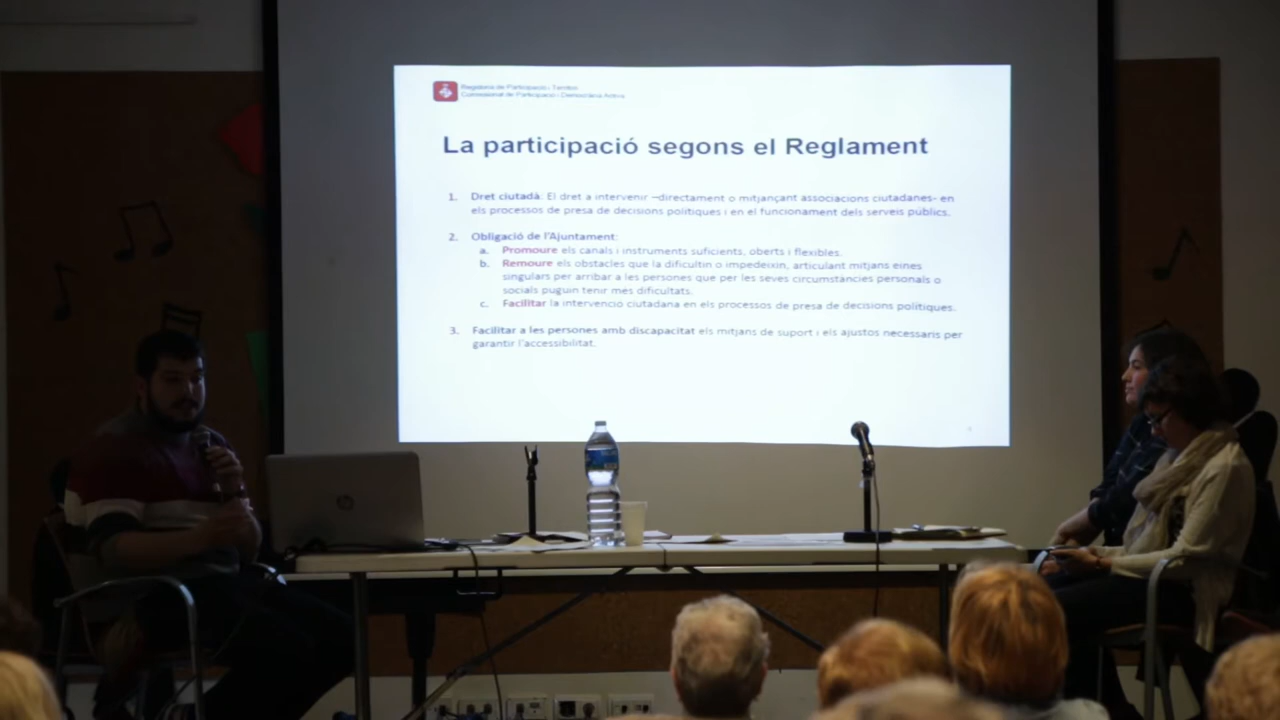 Regidoria de Participació i Territori
Comissionat de Participació i Democràcia Activa
La participació segons el Reglament
1. Dret ciutadà: El dret a intervenir –directament o mitjançant associacions ciutadanes- en
els processos de presa de decisions polítiques i en el funcionament dels serveis públics.
2. Obligació de l'Ajuntament:
a. Promoure els canals i instruments suficients, oberts i flexibles.
b. Remoure els obstacles que la dificultin o impedeixin, articulant mitjans eines
singulars per arribar a les persones que per les seves circumstàncies personals o
socials puguin tenir més dificultats.
c. Facilitar la intervenció ciutadana en els processos de presa de decisions polítiques.
3. Facilitar a les persones amb discapacitat els mitjans de suport i els ajustos necessaris per
garantir l'accessibilitat.